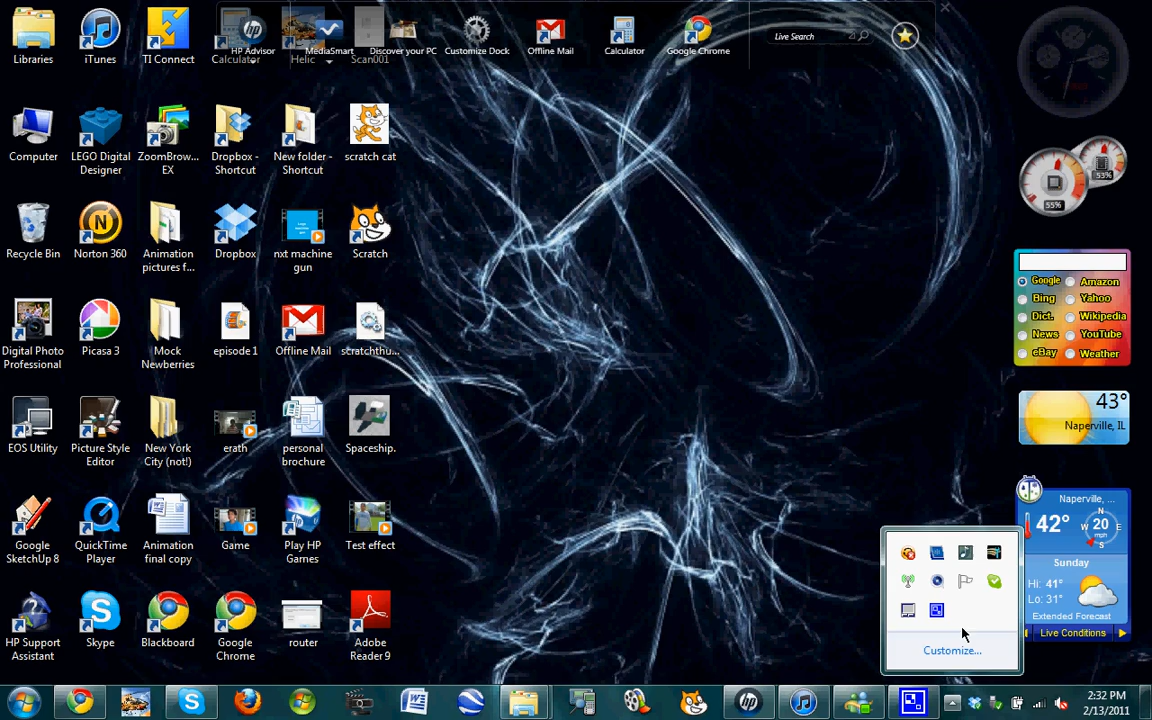 Libraries
iTunes
TI Connect
Calculator
HP Advisor
Helic
MediaSmart
Scan001
Discover your PC
Customize Dock
Offline Mail
Calculator
Google Chrome
Live Search
Computer
LEGO Digital
Designer
ZoomBrow...
EX
Dropbox -
Shortcut
New folder -
Shortcut
scratch cat
Recycle Bin
Norton 360
Animation
pictures f...
Dropbox
nxt machine
gun
Scratch
Digital Photo
Professional
Picasa 3
Mock
Newberries
episode 1
Offline Mail
scratchthu...
EOS Utility
Picture Style
Editor
New York
City (not!)
erath
personal
brochure
Spaceship.
Google
SketchUp 8
QuickTime
Player
Animation
final copy
Game
Play HP
Games
Test effect
HP Support
Assistant
Skype
Blackboard
Google
Chrome
router
Adobe
Reader 9
53%
55%
Google
Amazon
Bing
Yahoo
Dict.
Wikipedia
News
YouTube
eBay
Weather
43°
Naperville, IL
Naperville, ...
42°
N
W 20 E
mph
S
Sunday
Hi: 41°
Lo: 31°
Extended Forecast
Live Conditions
Customize...
2:32 PM
2/13/2011